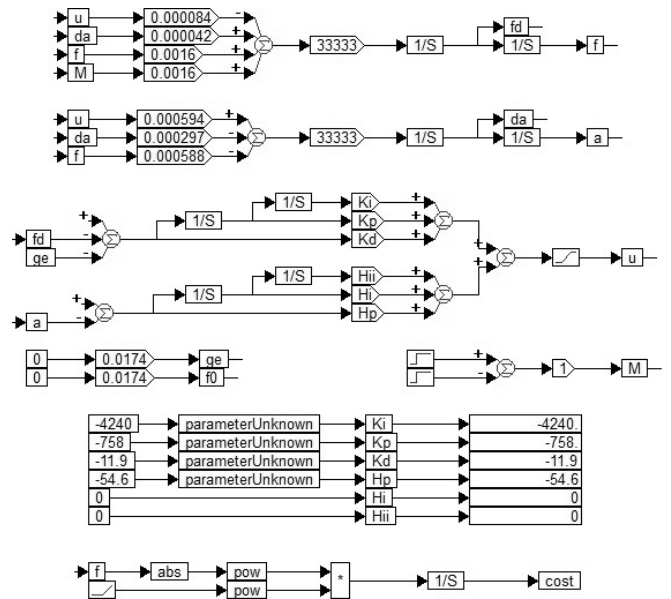 u 0.000084 - fd
da 0.000042 + Σ 33333 1/S 1/S f
f 0.0016 +
M 0.0016 +
u 0.000594 + da
da 0.000297 - Σ 33333 1/S 1/S a
f 0.000588 -
1/S Ki +
+ 1/S Kp + Σ
fd - Σ Kd +
ge - + Σ u
1/S Hii + +
+ 1/S Hi + Σ
a - Σ Hp +
0 0.0174 ge + Σ 1 M
0 0.0174 f0 -
-4240 parameterUnknown Ki -4240.
-758 parameterUnknown Kp -758.
-11.9 parameterUnknown Kd -11.9
-54.6 parameterUnknown Hp -54.6
0 Hi 0
0 Hii 0
f abs pow * 1/S cost
pow